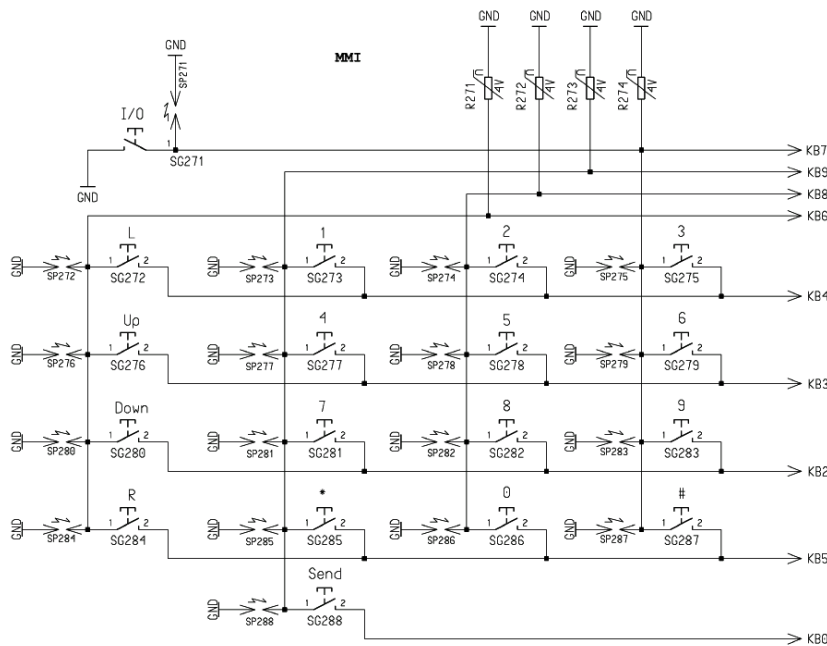 GND GND GND GND
GND MMI
SP271
R271 4V R272 4V R273 4V R274 4V
I/O
1 SG271 KB7
KB9
GND KB8
KB6
L 1 2 3
GND SP272 1 2 SG272 GND SP273 1 2 SG273 GND SP274 1 2 SG274 GND SP275 1 2 SG275
KB4
Up 4 5 6
GND SP276 1 2 SG276 GND SP277 1 2 SG277 GND SP278 1 2 SG278 GND SP279 1 2 SG279
KB3
Down 7 8 9
GND SP280 1 2 SG280 GND SP281 1 2 SG281 GND SP282 1 2 SG282 GND SP283 1 2 SG283
KB2
R * 0 #
GND SP284 1 2 SG284 GND SP285 1 2 SG285 GND SP286 1 2 SG286 GND SP287 1 2 SG287
KB5
Send
GND SP288 1 2 SG288
KB0